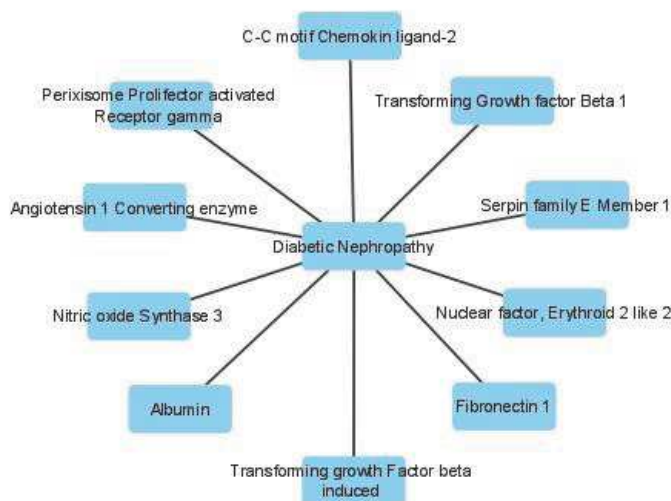 C-C motif Chemokin ligand-2
Perixisome Prolifector activated
Receptor gamma
Transforming Growth factor Beta 1
Angiotensin 1 Converting enzyme
Serpin family E Member 1
Diabetic Nephropathy
Nitric oxide Synthase 3
Nuclear factor, Erythroid 2 like 2
Albumin
Fibronectin 1
Transforming growth Factor beta
induced